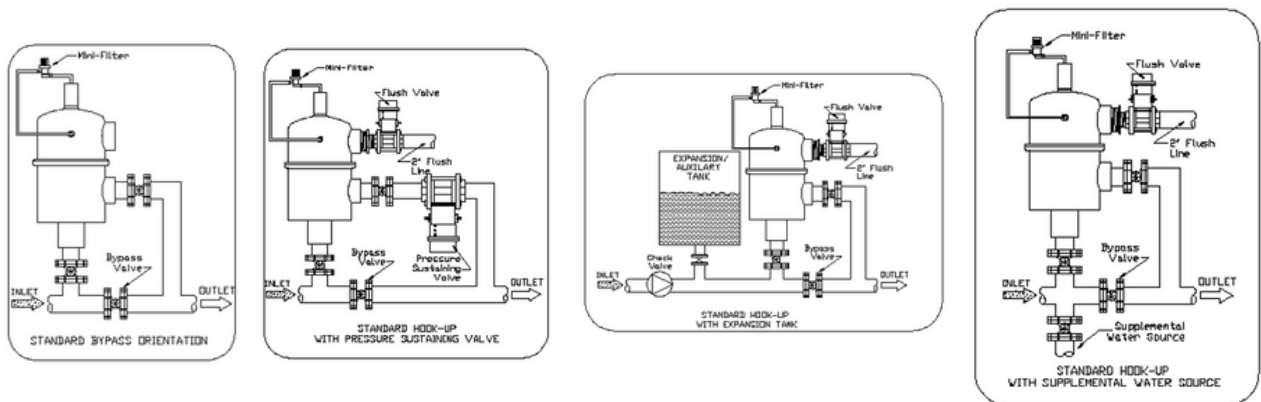 Mini-Filter
Bypass
Valve
INLET
OUTLET
STANDARD BYPASS ORIENTATION
Mini-Filter
Flush Valve
2" Flush
Line
Bypass
Valve
Pressure
Sustaining
Valve
INLET
OUTLET
STANDARD HOOK-UP
WITH PRESSURE SUSTAINING VALVE
Mini-Filter
Flush Valve
EXPANSION/
AUXILARY
TANK
2" Flush
Line
Check
Valve
Bypass
Valve
INLET
OUTLET
STANDARD HOOK-UP
WITH EXPANSION TANK
Mini-Filter
Flush Valve
2" Flush
Line
Bypass
Valve
INLET
OUTLET
Supplemental
Water Source
STANDARD HOOK-UP
WITH SUPPLEMENTAL WATER SOURCE